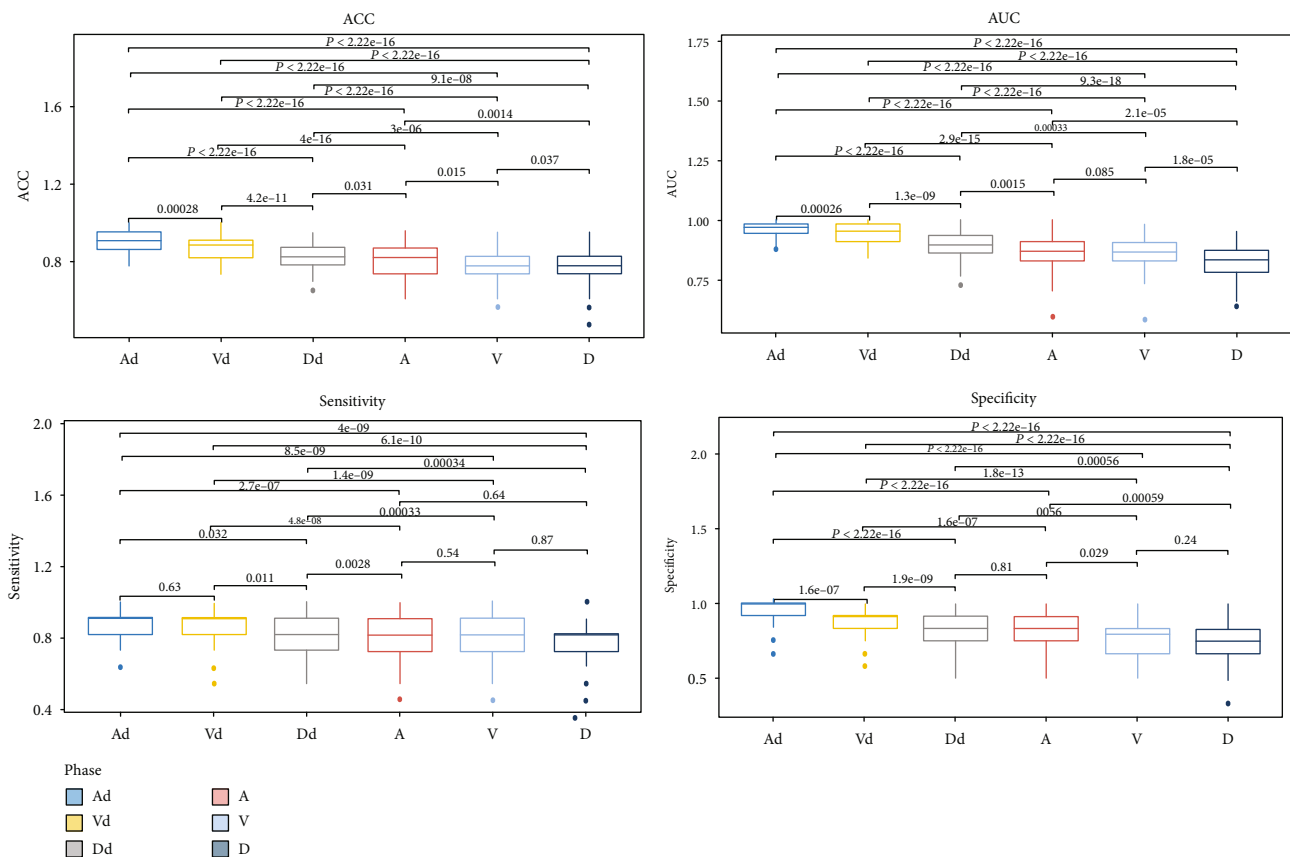 ACC
P < 2.22e–16
P < 2.22e–16
P < 2.22e–16
9.1e–08
P < 2.22e–16
P < 2.22e–16
0.0014
3e–06
4e–16
P < 2.22e–16
0.037
0.015
0.031
4.2e–11
0.00028
ACC
1.6
1.2
0.8
Ad Vd Dd A V D
AUC
P < 2.22e–16
P < 2.22e–16
P < 2.22e–16
9.3e–18
P < 2.22e–16
P < 2.22e–16
2.1e–05
0.00033
2.9e–15
P < 2.22e–16
1.8e–05
0.085
0.0015
1.3e–09
0.00026
AUC
1.75
1.50
1.25
1.00
0.75
Ad Vd Dd A V D
Sensitivity
4e–09
6.1e–10
8.5e–09
0.00034
1.4e–09
2.7e–07
0.64
0.00033
4.8e–08
0.032
0.87
0.54
0.0028
0.011
0.63
Sensitivity
2.0
1.6
1.2
0.8
0.4
Ad Vd Dd A V D
Specificity
P < 2.22e–16
P < 2.22e–16
P < 2.22e–16
0.00056
1.8e–13
P < 2.22e–16
0.00059
0056
1.6e–07
P < 2.22e–16
0.24
0.029
0.81
1.9e–09
1.6e–07
Specificity
2.0
1.5
1.0
0.5
Ad Vd Dd A V D
Phase
Ad A
Vd V
Dd D